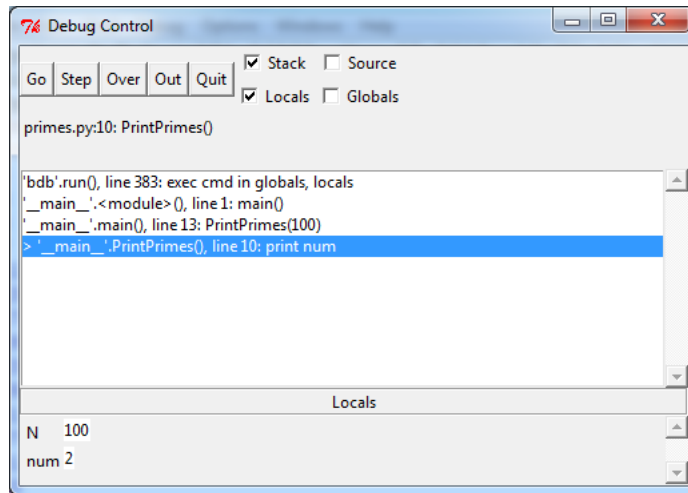 Debug Control
Go Step Over Out Quit
Stack Source
Locals Globals
primes.py:10: PrintPrimes()
'bdb'.run(), line 383: exec cmd in globals, locals
'__main__'.<module>(), line 1: main()
'__main__'.main(), line 13: PrintPrimes(100)
> '__main__'.PrintPrimes(), line 10: print num
Locals
N 100
num 2